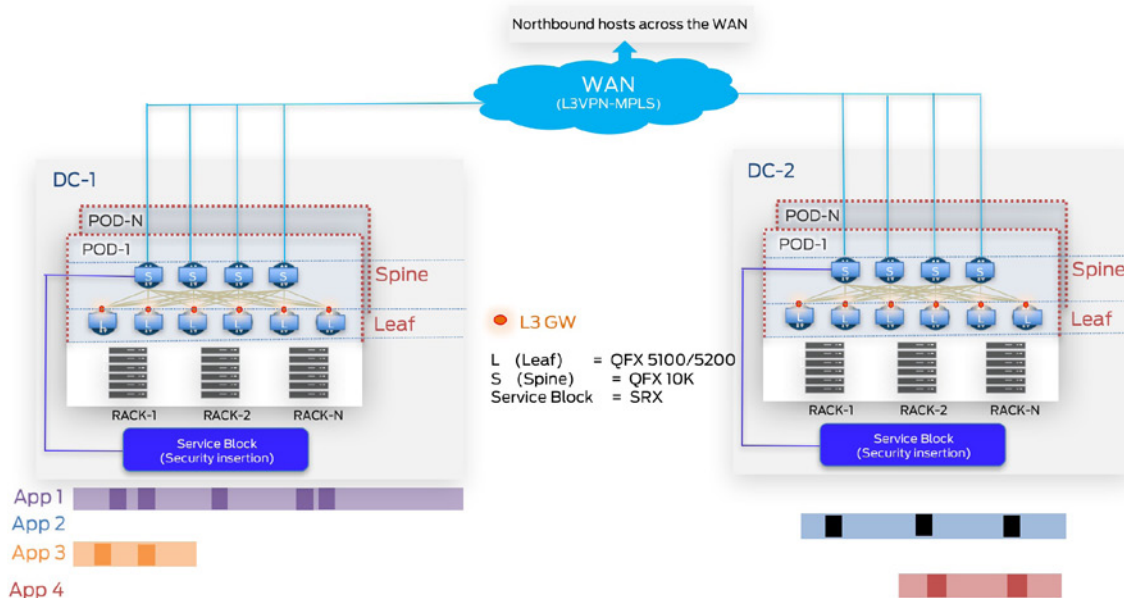 Northbound hosts across the WAN
WAN
(L3VPN-MPLS)
DC-1
POD-N
POD-1
S S S S
Spine
L L L L L L
Leaf
RACK-1 RACK-2 RACK-N
Service Block
(Security insertion)
L3 GW
L (Leaf) = QFX 5100/5200
S (Spine) = QFX 10K
Service Block = SRX
DC-2
POD-N
POD-1
S S S S
Spine
L L L L L L
Leaf
RACK-1 RACK-2 RACK-N
Service Block
(Security insertion)
App 1
App 2
App 3
App 4